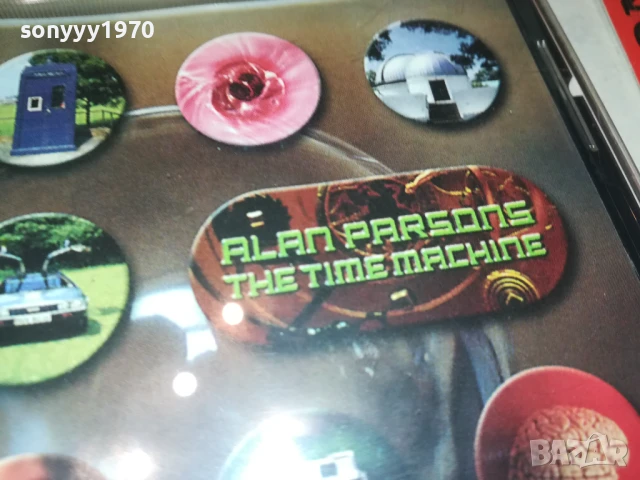 sonyyy1970
ALAN PARSONS
THE TIME MACHINE
BAZAR